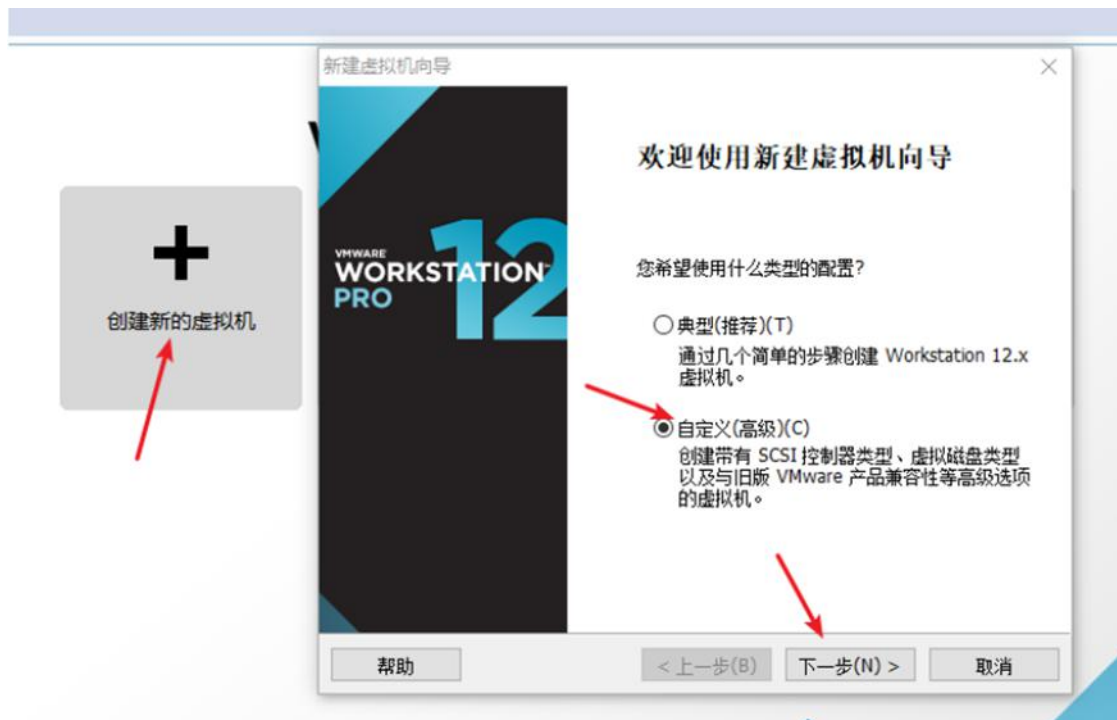 新建虚拟机向导
欢迎使用新建虚拟机向导
VMWARE
WORKSTATION
PRO
12
创建新的虚拟机
您希望使用什么类型的配置?
典型(推荐)(T)
通过几个简单的步骤创建 Workstation 12.x
虚拟机。
自定义(高级)(C)
创建带有 SCSI 控制器类型、虚拟磁盘类型
以及与旧版 VMware 产品兼容性等高级选项
的虚拟机。
帮助
< 上一步(B)
下一步(N) >
取消